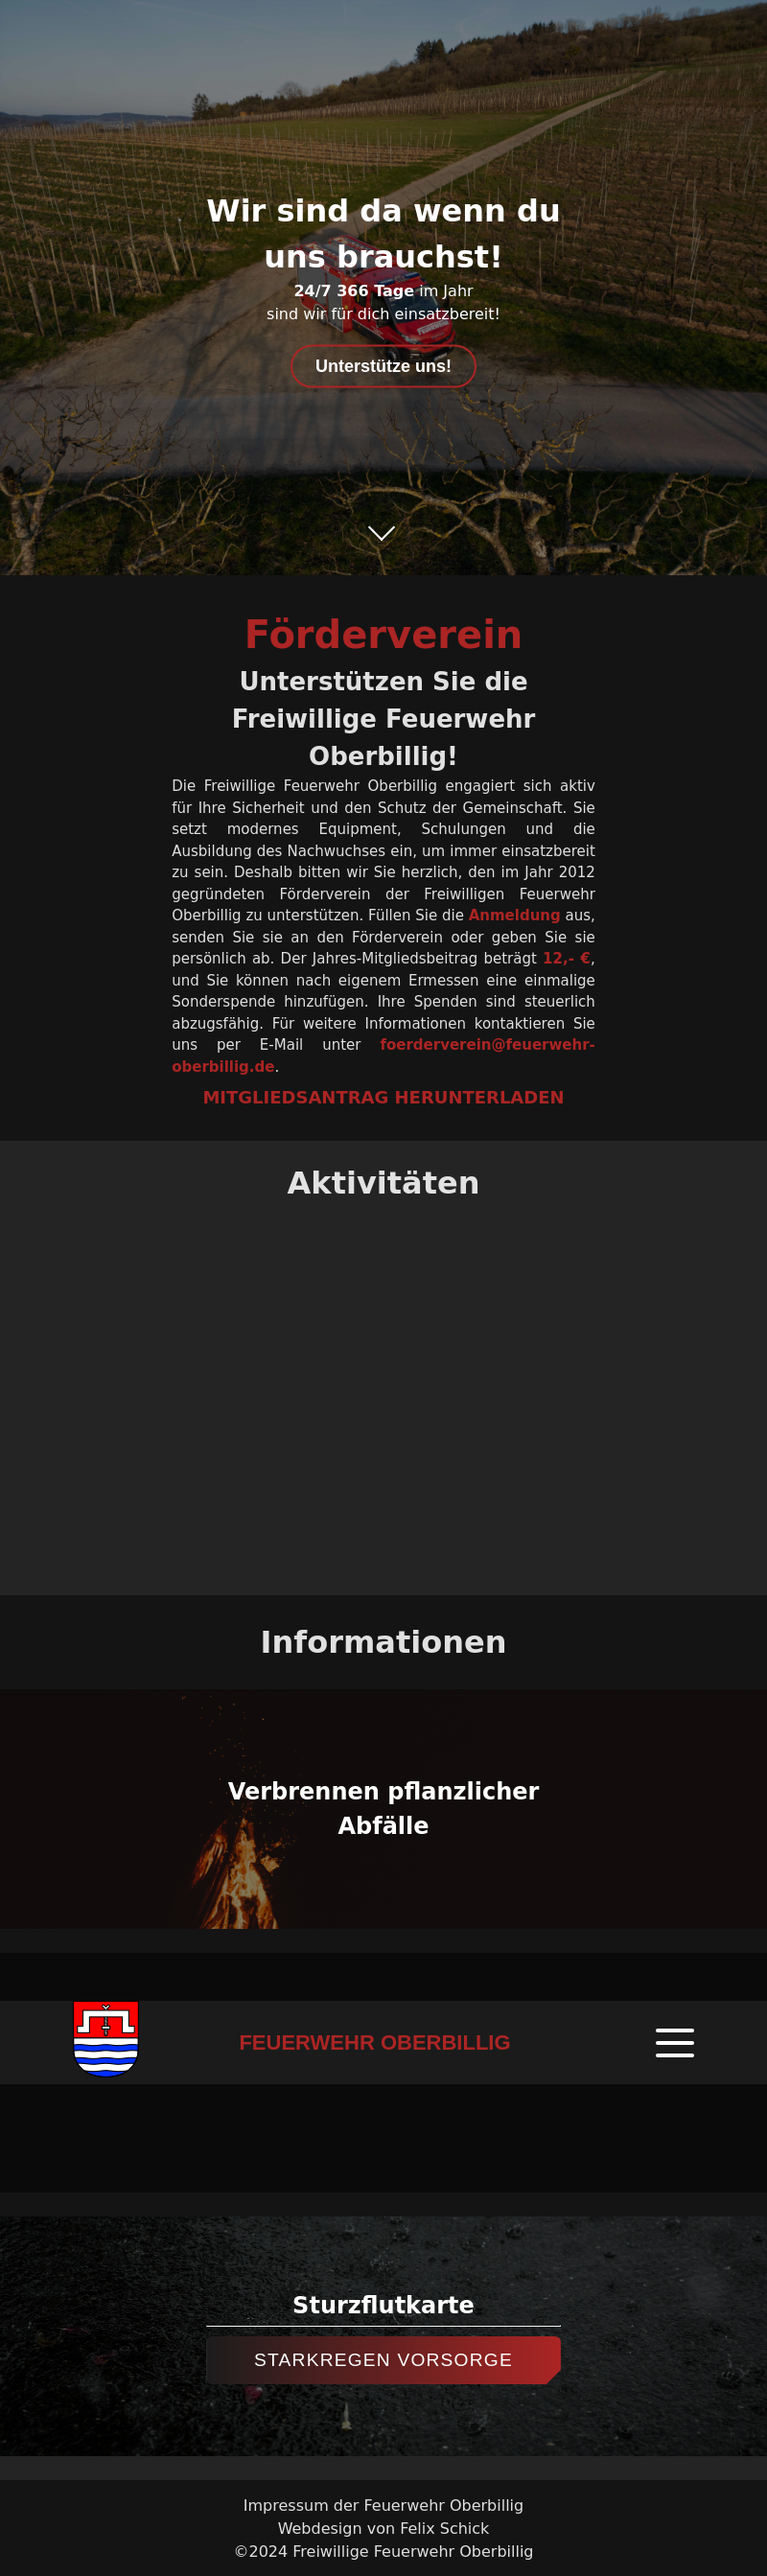 Wir sind da wenn du
uns brauchst!
24/7 366 Tage im Jahr
sind wir für dich einsatzbereit!
Unterstütze uns!
Förderverein
Unterstützen Sie die
Freiwillige Feuerwehr
Oberbillig!
Die Freiwillige Feuerwehr Oberbillig engagiert sich aktiv
für Ihre Sicherheit und den Schutz der Gemeinschaft. Sie
setzt modernes Equipment, Schulungen und die
Ausbildung des Nachwuchses ein, um immer einsatzbereit
zu sein. Deshalb bitten wir Sie herzlich, den im Jahr 2012
gegründeten Förderverein der Freiwilligen Feuerwehr
Oberbillig zu unterstützen. Füllen Sie die Anmeldung aus,
senden Sie sie an den Förderverein oder geben Sie sie
persönlich ab. Der Jahres-Mitgliedsbeitrag beträgt 12,- €,
und Sie können nach eigenem Ermessen eine einmalige
Sonderspende hinzufügen. Ihre Spenden sind steuerlich
abzugsfähig. Für weitere Informationen kontaktieren Sie
uns per E-Mail unter foerderverein@feuerwehr-
oberbillig.de.
MITGLIEDSANTRAG HERUNTERLADEN
Aktivitäten
Informationen
Verbrennen pflanzlicher
Abfälle
FEUERWEHR OBERBILLIG
Sturzflutkarte
STARKREGEN VORSORGE
Impressum der Feuerwehr Oberbillig
Webdesign von Felix Schick
©2024 Freiwillige Feuerwehr Oberbillig